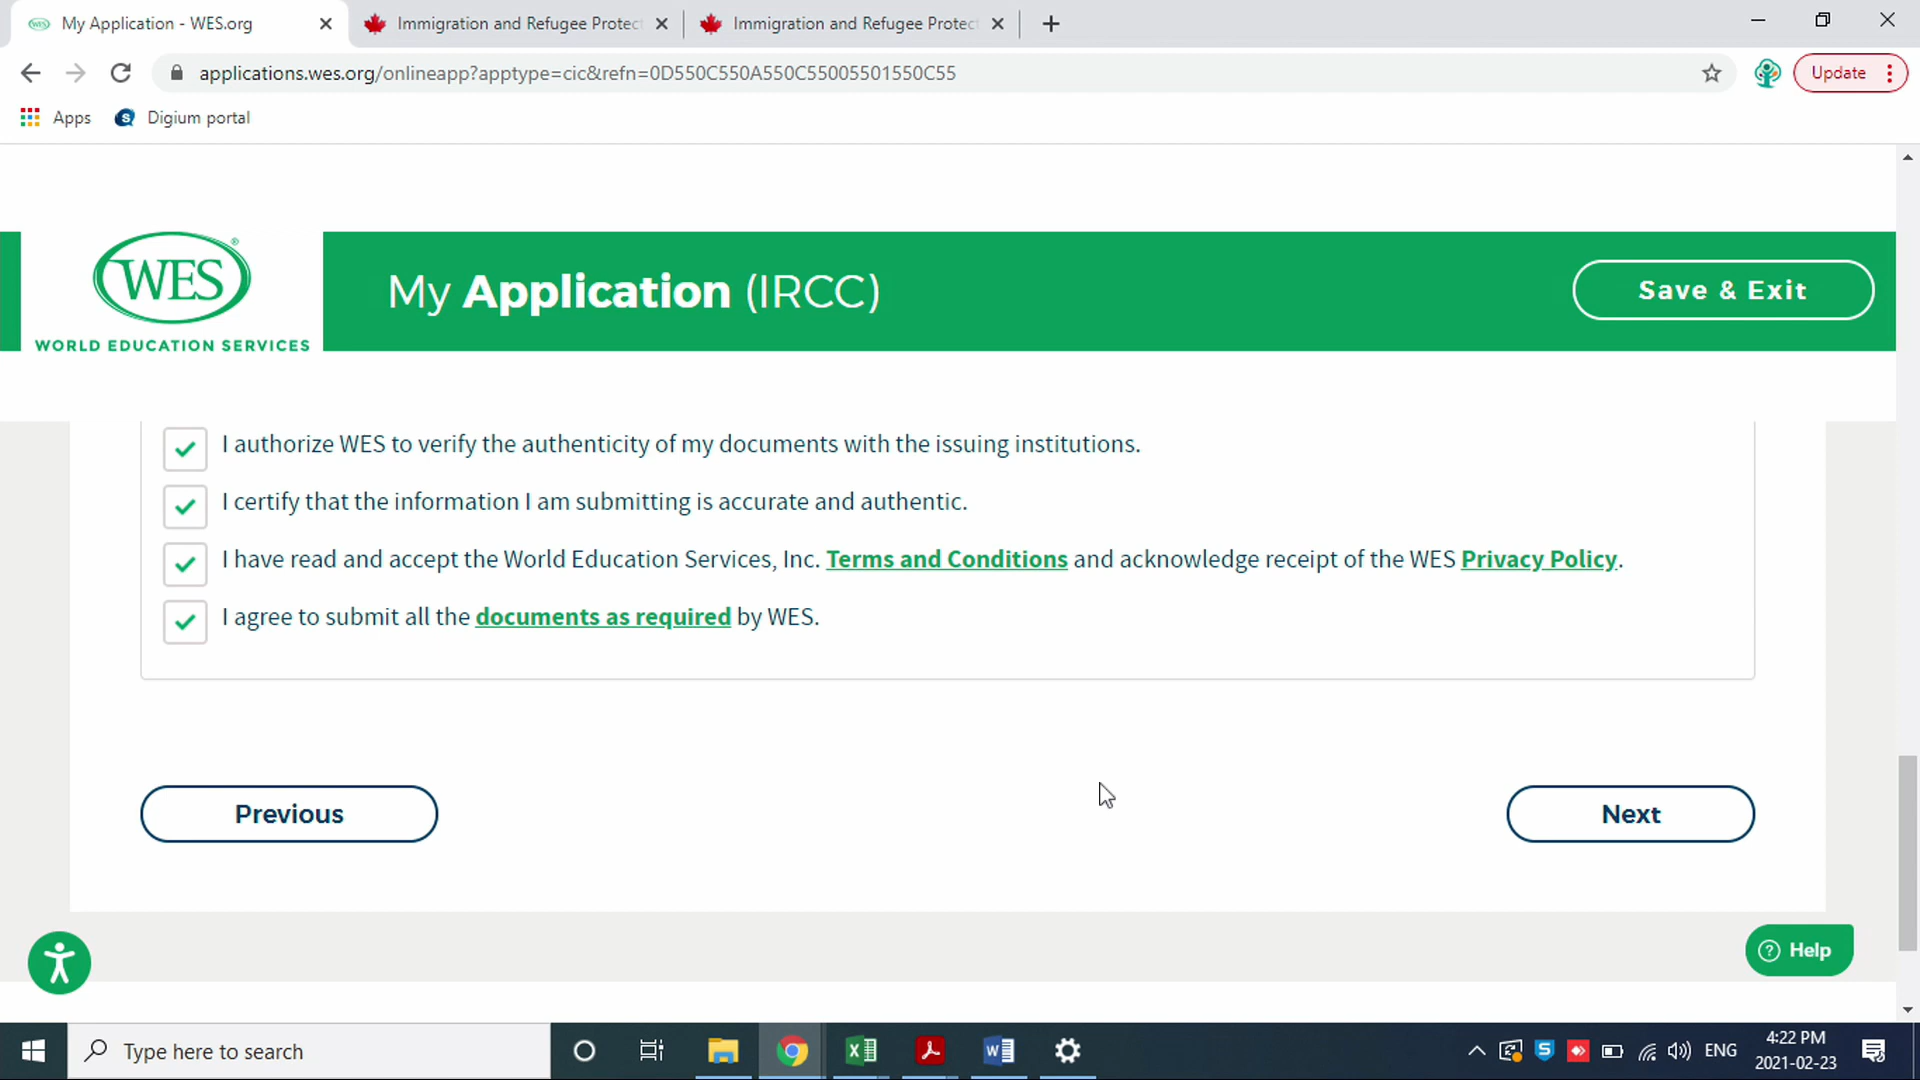 My Application - WES.org
Immigration and Refugee Protec
Immigration and Refugee Protec
applications.wes.org/onlineapp?apptype=cic&refn=0D550C550A550C55005501550C55
Update
Apps
Digium portal
WES
WORLD EDUCATION SERVICES
My Application (IRCC)
Save & Exit
I authorize WES to verify the authenticity of my documents with the issuing institutions.
I certify that the information I am submitting is accurate and authentic.
I have read and accept the World Education Services, Inc. Terms and Conditions and acknowledge receipt of the WES Privacy Policy.
I agree to submit all the documents as required by WES.
Previous
Next
Help
Type here to search
ENG
4:22 PM
2021-02-23